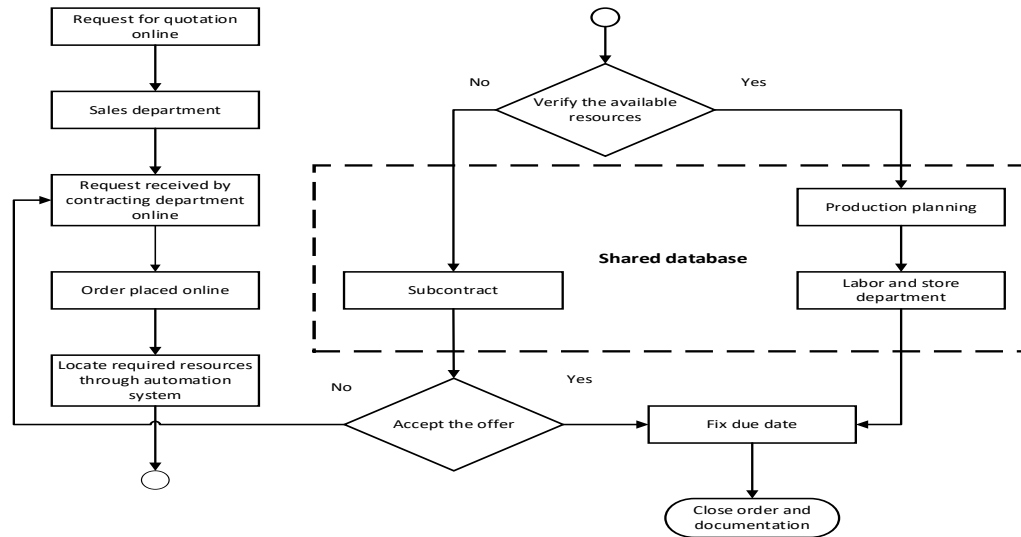 Request for quotation
online
Sales department
Request received by
contracting department
online
Order placed online
Locate required resources
through automation
system
No
Yes
Verify the available
resources
Production planning
Shared database
Subcontract
Labor and store
department
No
Yes
Accept the offer
Fix due date
Close order and
documentation